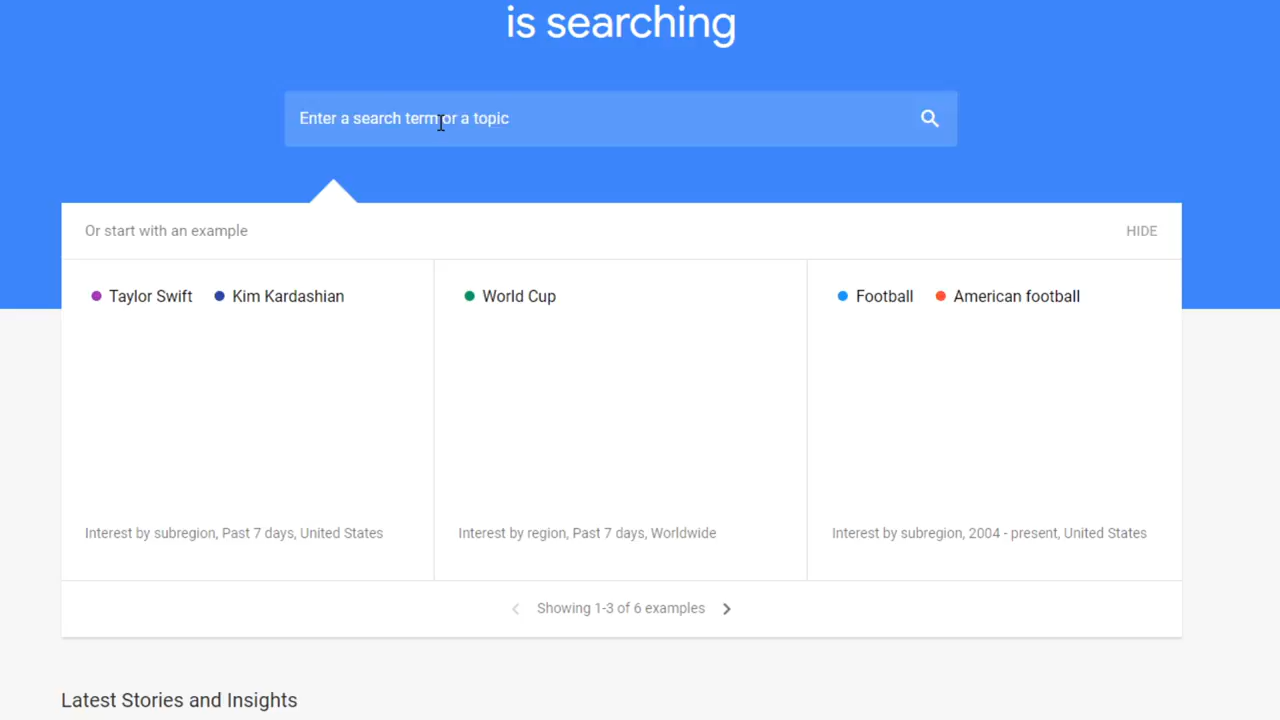 is searching
Enter a search term or a topic
Or start with an example
HIDE
Taylor Swift Kim Kardashian
World Cup
Football American football
Interest by subregion, Past 7 days, United States
Interest by region, Past 7 days, Worldwide
Interest by subregion, 2004 - present, United States
Showing 1-3 of 6 examples
Latest Stories and Insights